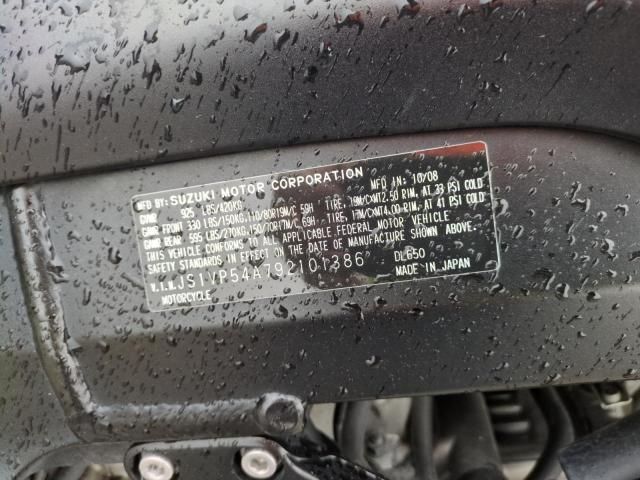 MFD BY: SUZUKI MOTOR CORPORATION IN 10/08
GVWR 925 LBS/420KG
GAWR FRONT 330 LBS/150KG, 110/80R19M/C 59H - TIRE, 19M/CXMT2.50 RIM, AT 33 PSI COLD
GAWR REAR 595 LBS/270KG, 150/70R17M/C 69H - TIRE, 17M/CXMT4.00 RIM, AT 41 PSI COLD
THIS VEHICLE CONFORMS TO ALL APPLICABLE FEDERAL MOTOR VEHICLE
SAFETY STANDARDS IN EFFECT ON THE DATE OF MANUFACTURE SHOWN ABOVE.
V.I.N. JS1VP54A792101386 DL650
MOTORCYCLE MADE IN JAPAN